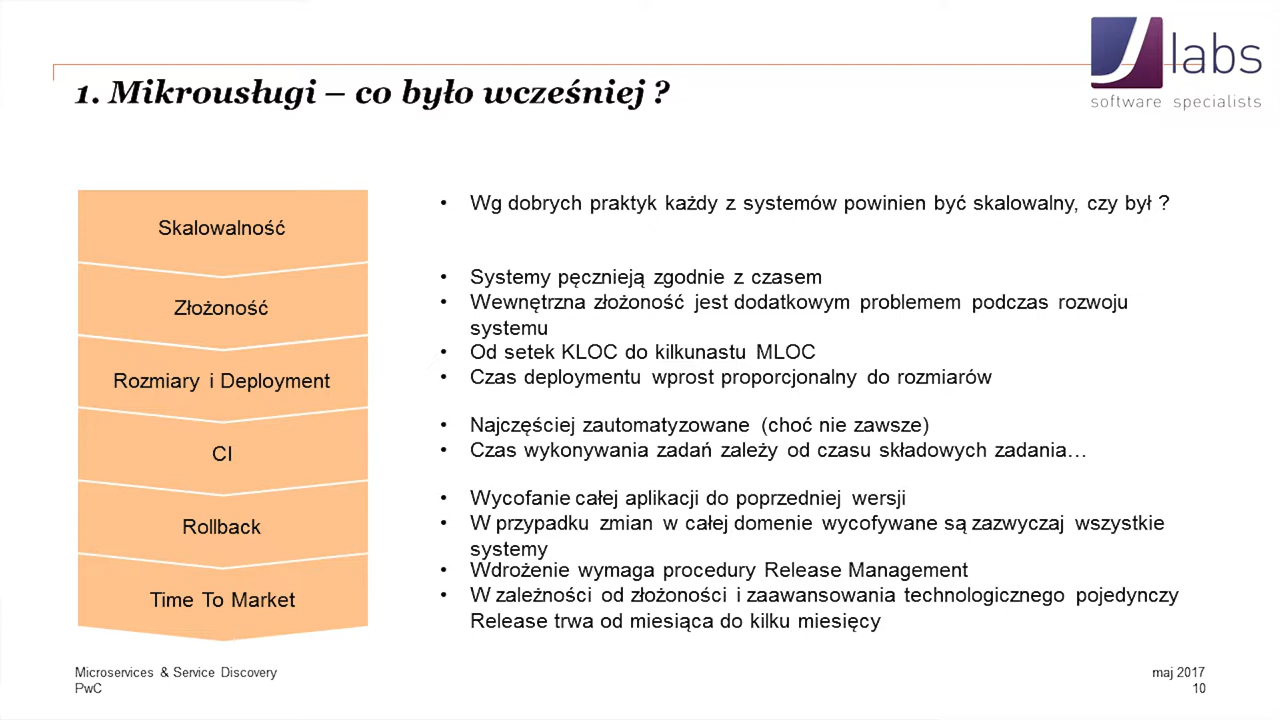 labs
software specialists
1. Mikrousługi – co było wcześniej ?
Skalowalność
• Wg dobrych praktyk każdy z systemów powinien być skalowalny, czy był ?
Złożoność
• Systemy pęcznieją zgodnie z czasem
• Wewnętrzna złożoność jest dodatkowym problemem podczas rozwoju
systemu
Rozmiary i Deployment
• Od setek KLOC do kilkunastu MLOC
• Czas deploymentu wprost proporcjonalny do rozmiarów
CI
• Najczęściej zautomatyzowane (choć nie zawsze)
• Czas wykonywania zadań zależy od czasu składowych zadania…
Rollback
• Wycofanie całej aplikacji do poprzedniej wersji
• W przypadku zmian w całej domenie wycofywane są zazwyczaj wszystkie
systemy
Time To Market
• Wdrożenie wymaga procedury Release Management
• W zależności od złożoności i zaawansowania technologicznego pojedynczy
Release trwa od miesiąca do kilku miesięcy
Microservices & Service Discovery
PwC
maj 2017
10